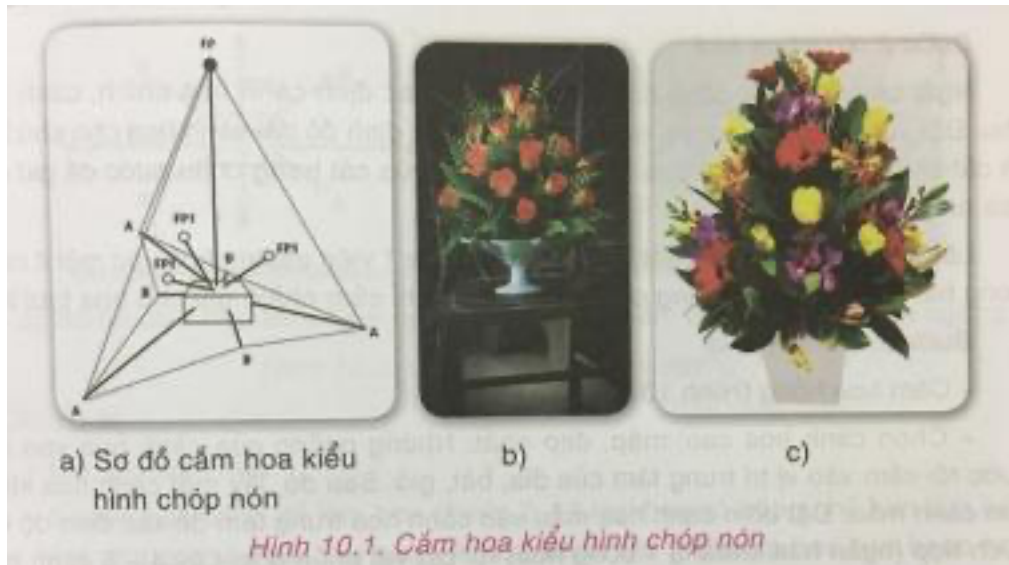 FP
A
FP1
FP1
B
FP1
B
A
B
A
a) Sơ đồ cắm hoa kiểu
hình chóp nón
b)
c)
Hình 10.1. Cắm hoa kiểu hình chóp nón